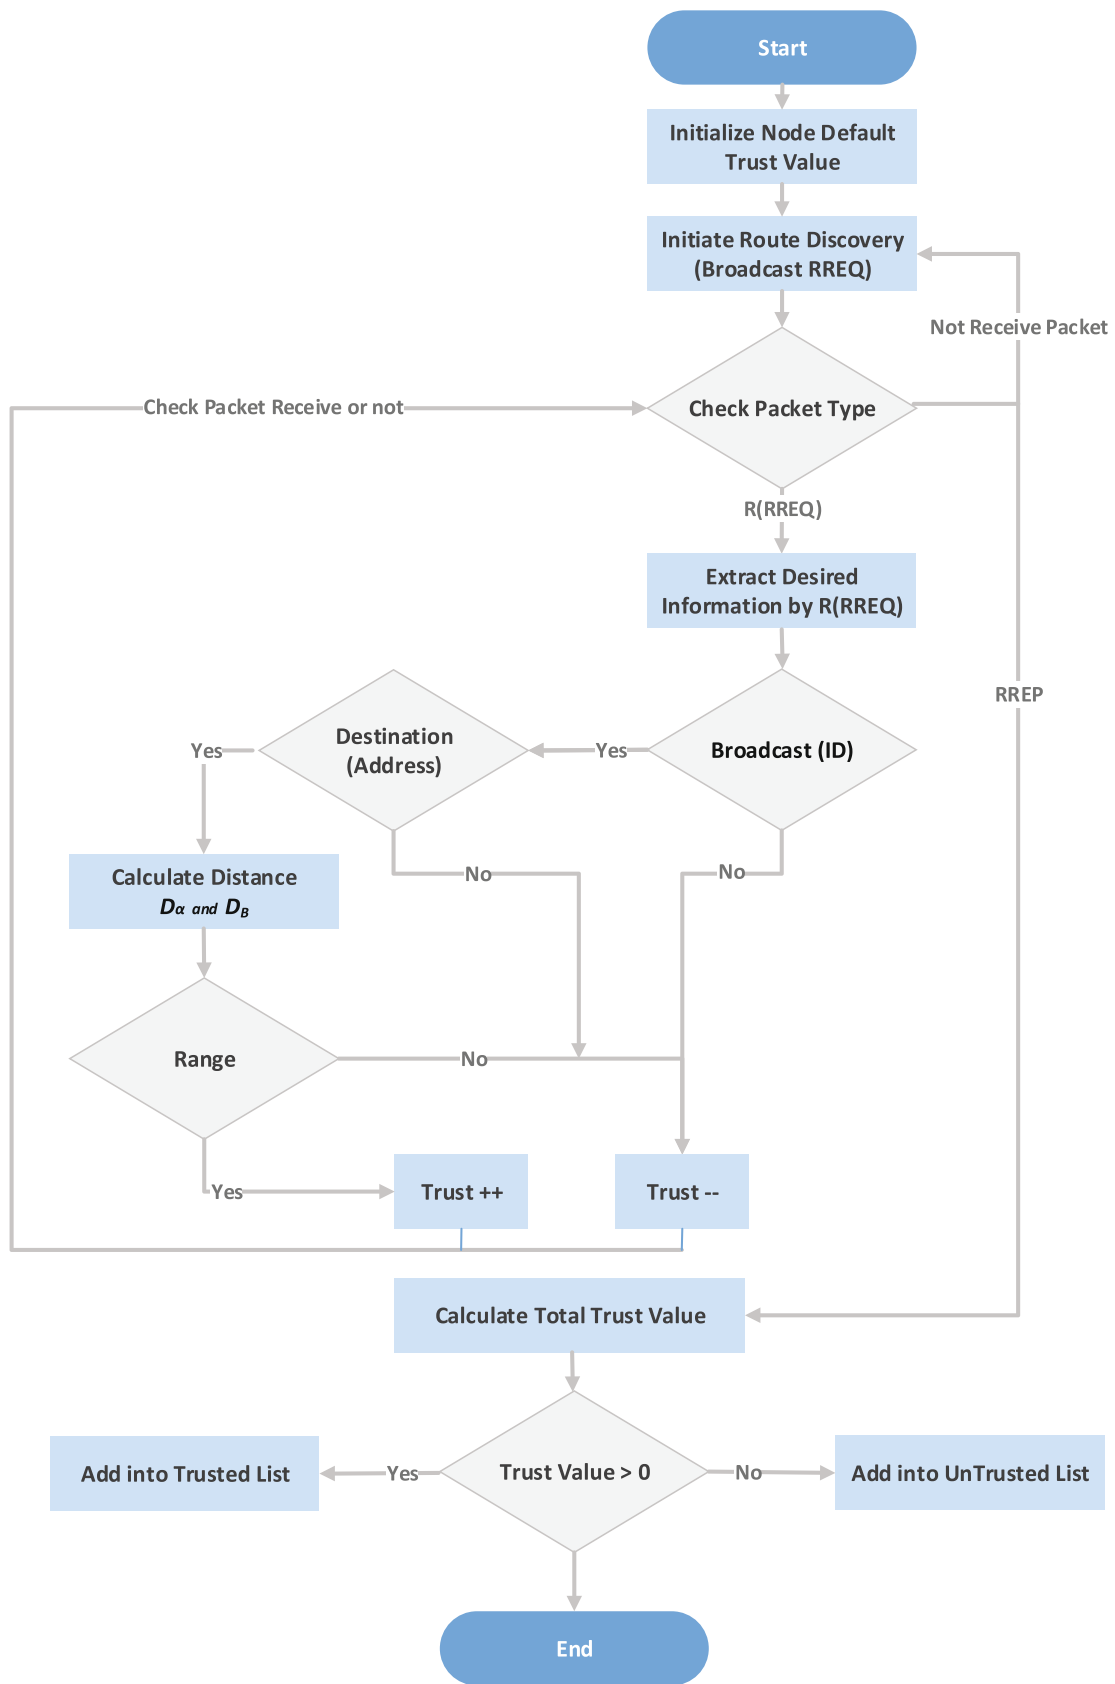 Start
Initialize Node Default
Trust Value
Initiate Route Discovery
(Broadcast RREQ)
Not Receive Packet
Check Packet Receive or not
Check Packet Type
R(RREQ)
Extract Desired
Information by R(RREQ)
RREP
Destination
(Address)
Yes
Yes
Broadcast (ID)
No
No
Calculate Distance
Dα and DB
Range
No
Yes
Trust ++
Trust --
Calculate Total Trust Value
Add into Trusted List
Yes
Trust Value > 0
No
Add into UnTrusted List
End